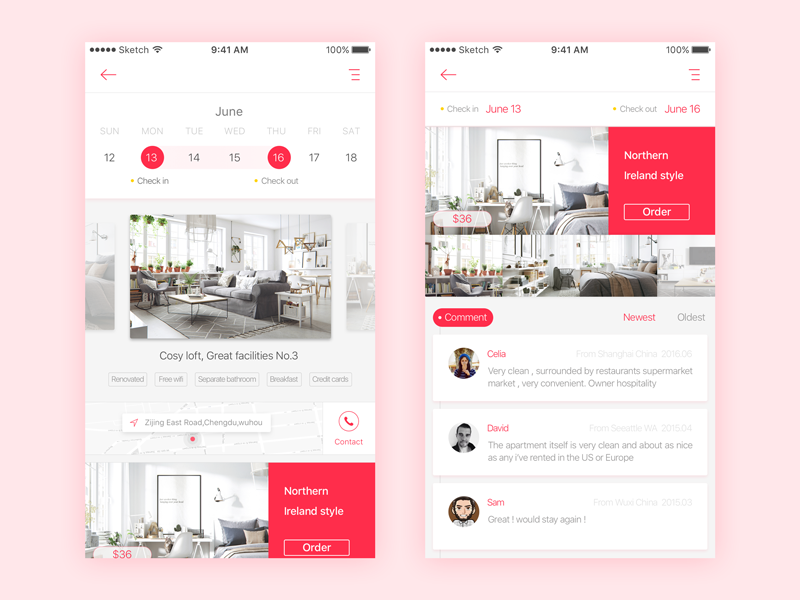 Sketch 9:41 AM 100%
June
SUN MON TUE WED THU FRI SAT
12 13 14 15 16 17 18
Check in Check out
Cosy loft, Great facilities No.3
Renovated Free wifi Separate bathroom Breakfast Credit cards
Zijing East Road,Chengdu,wuhou
Contact
Northern
Ireland style
$36
Order
Sketch 9:41 AM 100%
Check in June 13 Check out June 16
Northern
Ireland style
$36
Order
Comment Newest Oldest
Celia From Shanghai China 2016.06
Very clean , surrounded by restaurants supermarket
market , very convenient. Owner hospitality
David From Seeattle WA 2015.04
The apartment itself is very clean and about as nice
as any i've rented in the US or Europe
Sam From Wuxi China 2015.03
Great ! would stay again !